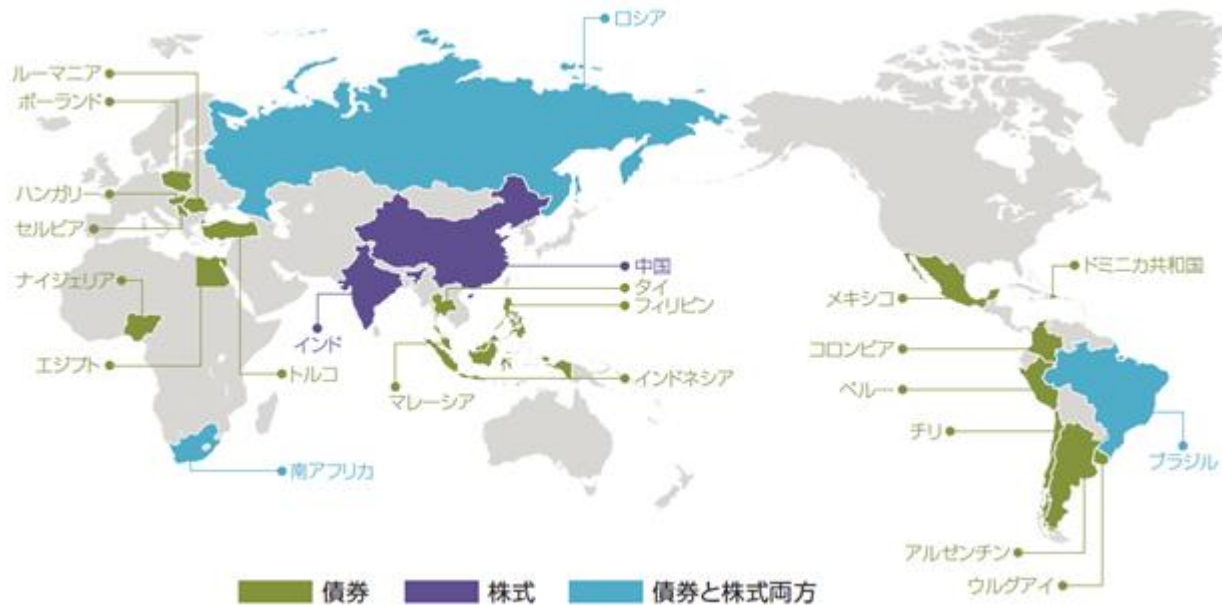 ロシア
ルーマニア
ポーランド
ハンガリー
セルビア
ナイジェリア
エジプト
トルコ
南アフリカ
中国
タイ
フィリピン
インド
マレーシア
インドネシア
ドミニカ共和国
メキシコ
コロンビア
ペルー
チリ
ブラジル
アルゼンチン
ウルグアイ
債券
株式
債券と株式両方